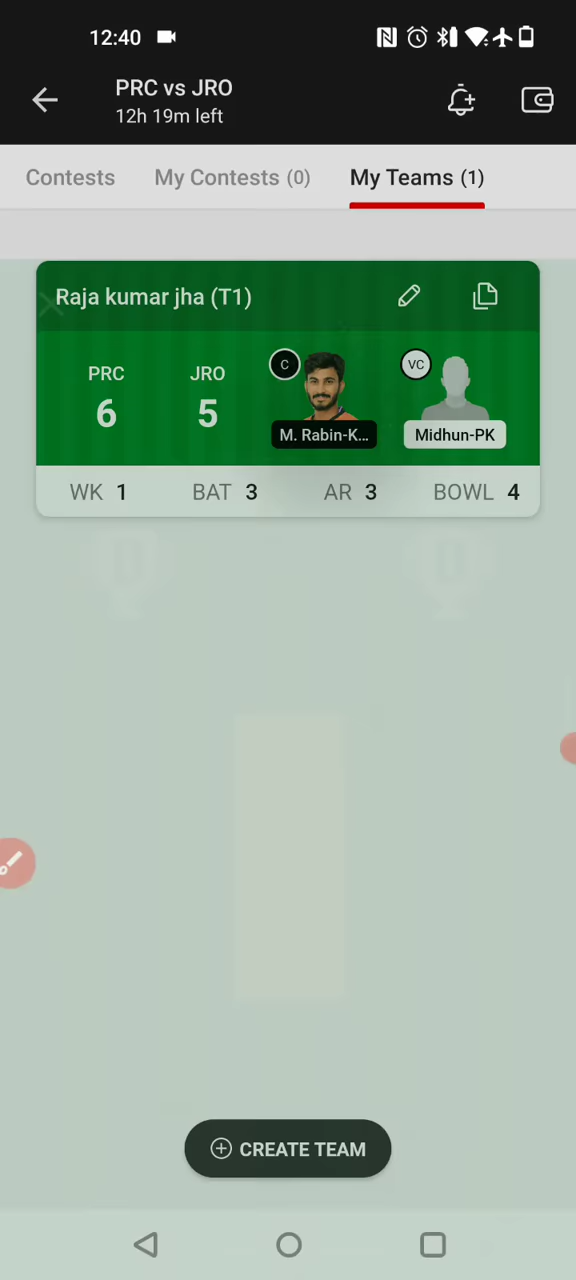 12:40
PRC vs JRO
12h 19m left
Contests
My Contests (0)
My Teams (1)
Raja kumar jha (T1)
PRC
JRO
C
VC
6
5
M. Rabin-K...
Midhun-PK
WK 1
BAT 3
AR 3
BOWL 4
CREATE TEAM